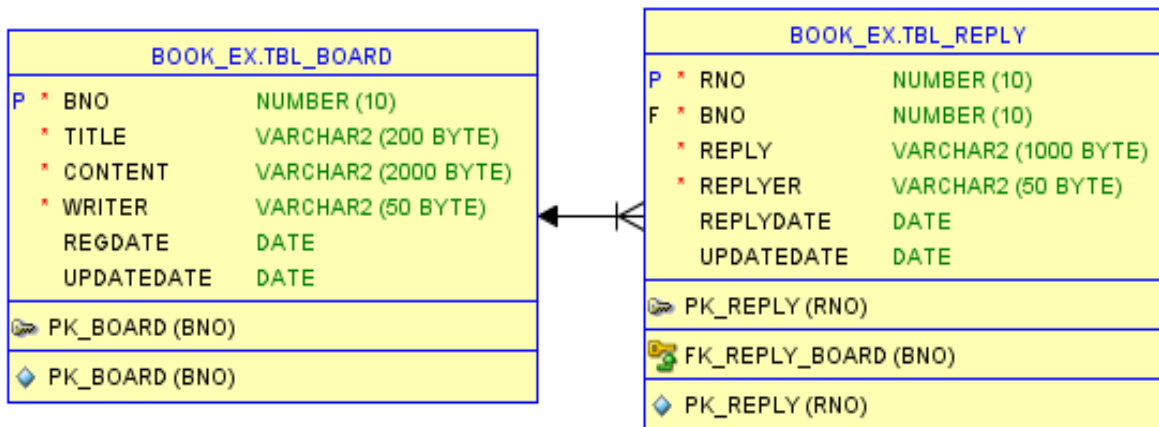 BOOK_EX.TBL_BOARD
P * BNO NUMBER (10)
* TITLE VARCHAR2 (200 BYTE)
* CONTENT VARCHAR2 (2000 BYTE)
* WRITER VARCHAR2 (50 BYTE)
REGDATE DATE
UPDATEDATE DATE
PK_BOARD (BNO)
PK_BOARD (BNO)
BOOK_EX.TBL_REPLY
P * RNO NUMBER (10)
F * BNO NUMBER (10)
* REPLY VARCHAR2 (1000 BYTE)
* REPLYER VARCHAR2 (50 BYTE)
REPLYDATE DATE
UPDATEDATE DATE
PK_REPLY (RNO)
FK_REPLY_BOARD (BNO)
PK_REPLY (RNO)